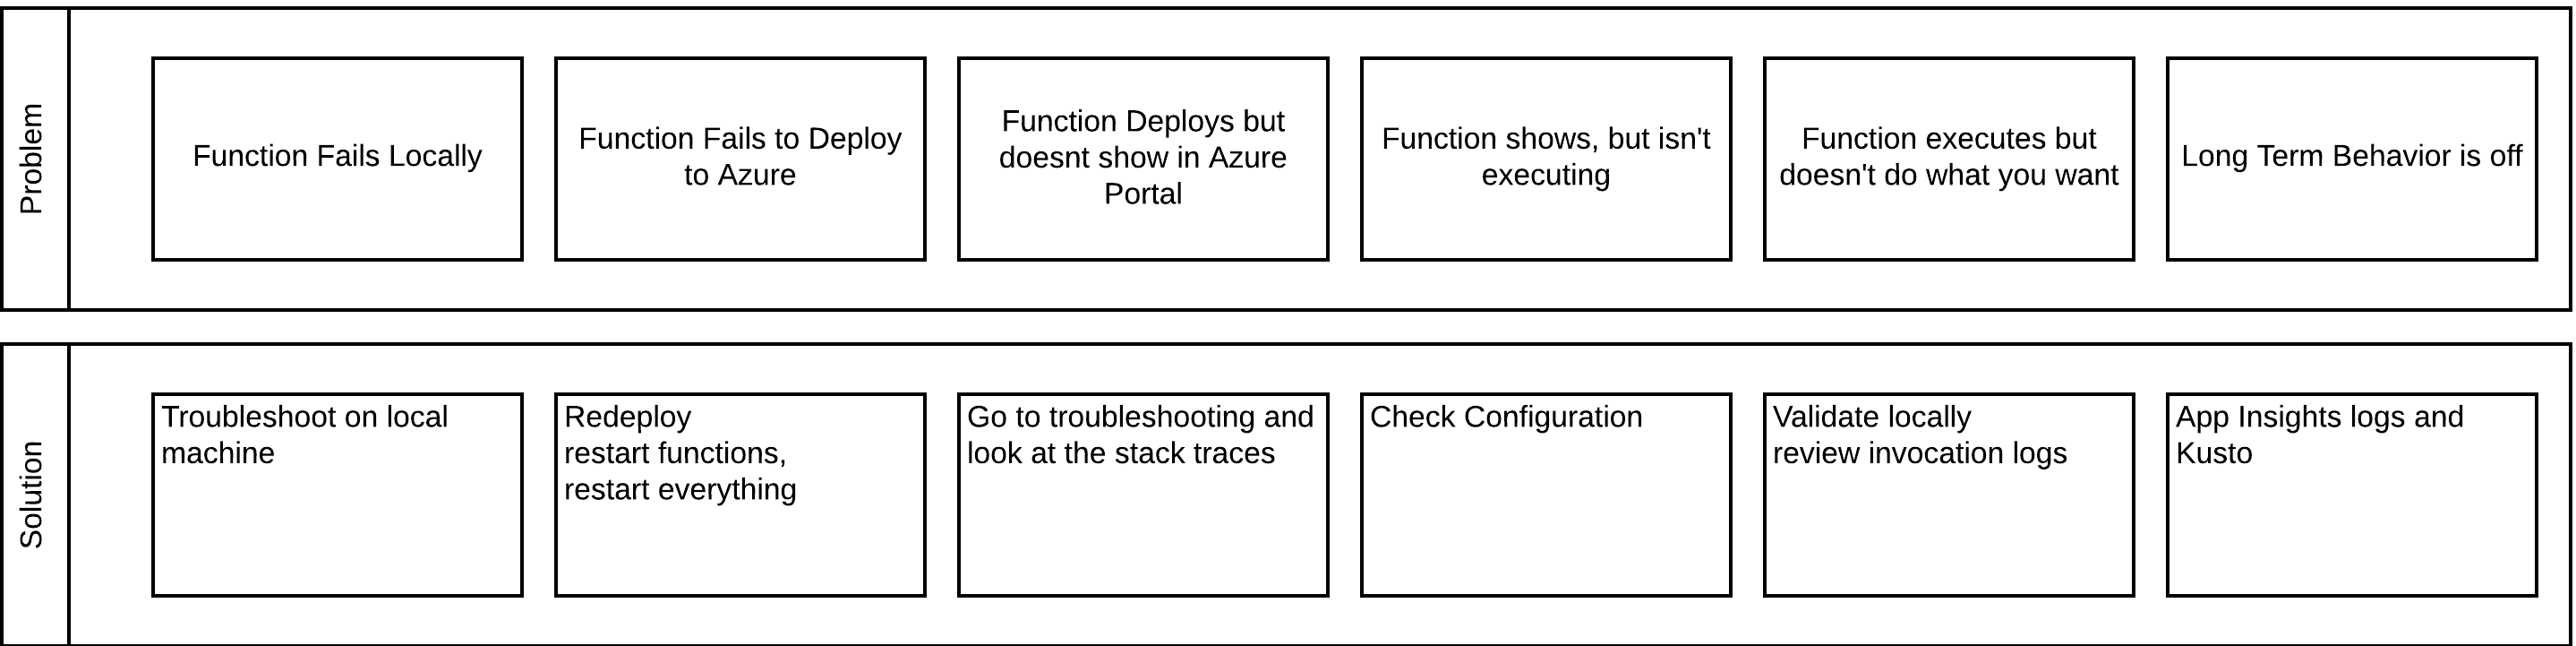 Problem
Function Fails Locally
Function Fails to Deploy
to Azure
Function Deploys but
doesnt show in Azure
Portal
Function shows, but isn't
executing
Function executes but
doesn't do what you want
Long Term Behavior is off
Solution
Troubleshoot on local
machine
Redeploy
restart functions,
restart everything
Go to troubleshooting and
look at the stack traces
Check Configuration
Validate locally
review invocation logs
App Insights logs and
Kusto